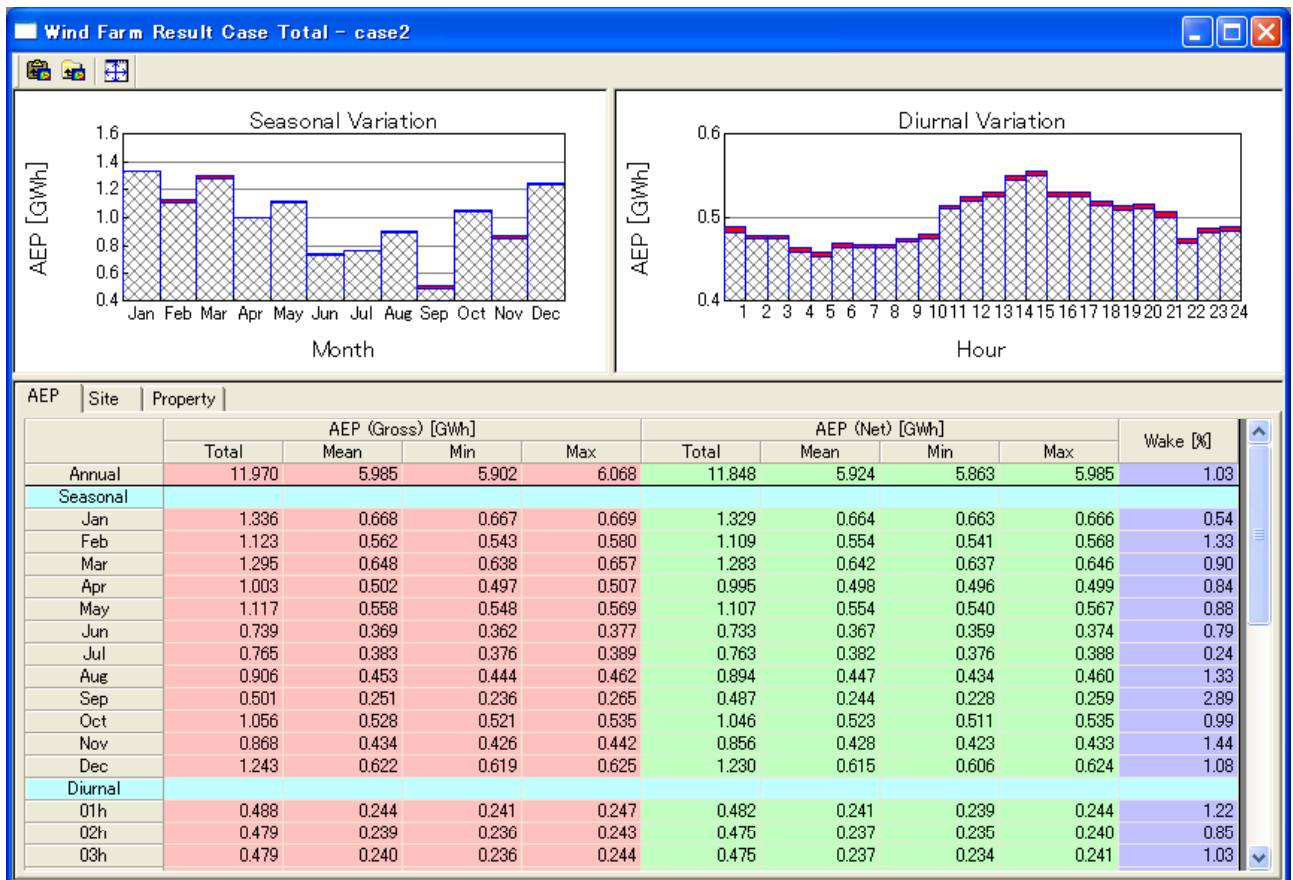 Wind Farm Result Case Total - case2
Seasonal Variation
AEP [GWh]
1.6
1.4
1.2
1.0
0.8
0.6
0.4
Jan Feb Mar Apr May Jun Jul Aug Sep Oct Nov Dec
Month
Diurnal Variation
AEP [GWh]
0.6
0.5
0.4
1 2 3 4 5 6 7 8 9 10 11 12 13 14 15 16 17 18 19 20 21 22 23 24
Hour
AEP Site Property
AEP (Gross) [GWh] AEP (Net) [GWh] Wake [%]
Total Mean Min Max Total Mean Min Max
Annual 11.970 5.985 5.902 6.068 11.848 5.924 5.863 5.985 1.03
Seasonal
Jan 1.336 0.668 0.667 0.669 1.329 0.664 0.663 0.666 0.54
Feb 1.123 0.562 0.543 0.580 1.109 0.554 0.541 0.568 1.33
Mar 1.295 0.648 0.638 0.657 1.283 0.642 0.637 0.646 0.90
Apr 1.003 0.502 0.497 0.507 0.995 0.498 0.496 0.499 0.84
May 1.117 0.558 0.548 0.569 1.107 0.554 0.540 0.567 0.88
Jun 0.739 0.369 0.362 0.377 0.733 0.367 0.359 0.374 0.79
Jul 0.765 0.383 0.376 0.389 0.763 0.382 0.376 0.388 0.24
Aug 0.906 0.453 0.444 0.462 0.894 0.447 0.434 0.460 1.33
Sep 0.501 0.251 0.236 0.265 0.487 0.244 0.228 0.259 2.89
Oct 1.056 0.528 0.521 0.535 1.046 0.523 0.511 0.535 0.99
Nov 0.868 0.434 0.426 0.442 0.856 0.428 0.423 0.433 1.44
Dec 1.243 0.622 0.619 0.625 1.230 0.615 0.606 0.624 1.08
Diurnal
01h 0.488 0.244 0.241 0.247 0.482 0.241 0.239 0.244 1.22
02h 0.479 0.239 0.236 0.243 0.475 0.237 0.235 0.240 0.85
03h 0.479 0.240 0.236 0.244 0.475 0.237 0.234 0.241 1.03